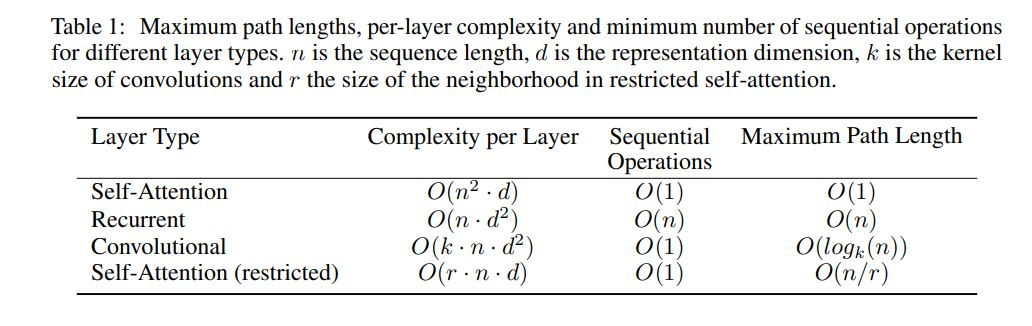 Table 1: Maximum path lengths, per-layer complexity and minimum number of sequential operations
for different layer types. n is the sequence length, d is the representation dimension, k is the kernel
size of convolutions and r the size of the neighborhood in restricted self-attention.
Layer Type Complexity per Layer Sequential Operations Maximum Path Length
Self-Attention O(n² · d) O(1) O(1)
Recurrent O(n · d²) O(n) O(n)
Convolutional O(k · n · d²) O(1) O(logₖ(n))
Self-Attention (restricted) O(r · n · d) O(1) O(n/r)